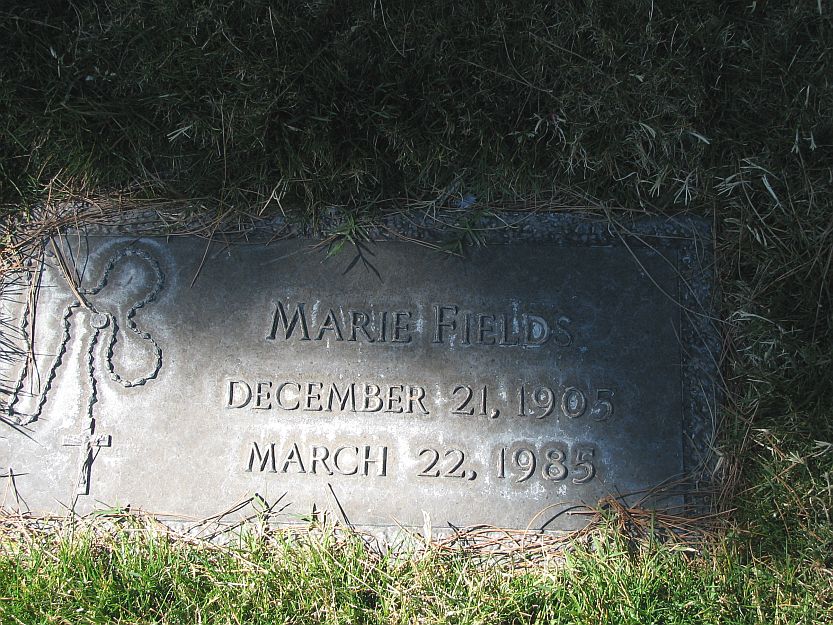 MARIE FIELDS
DECEMBER 21, 1905
MARCH 22, 1985